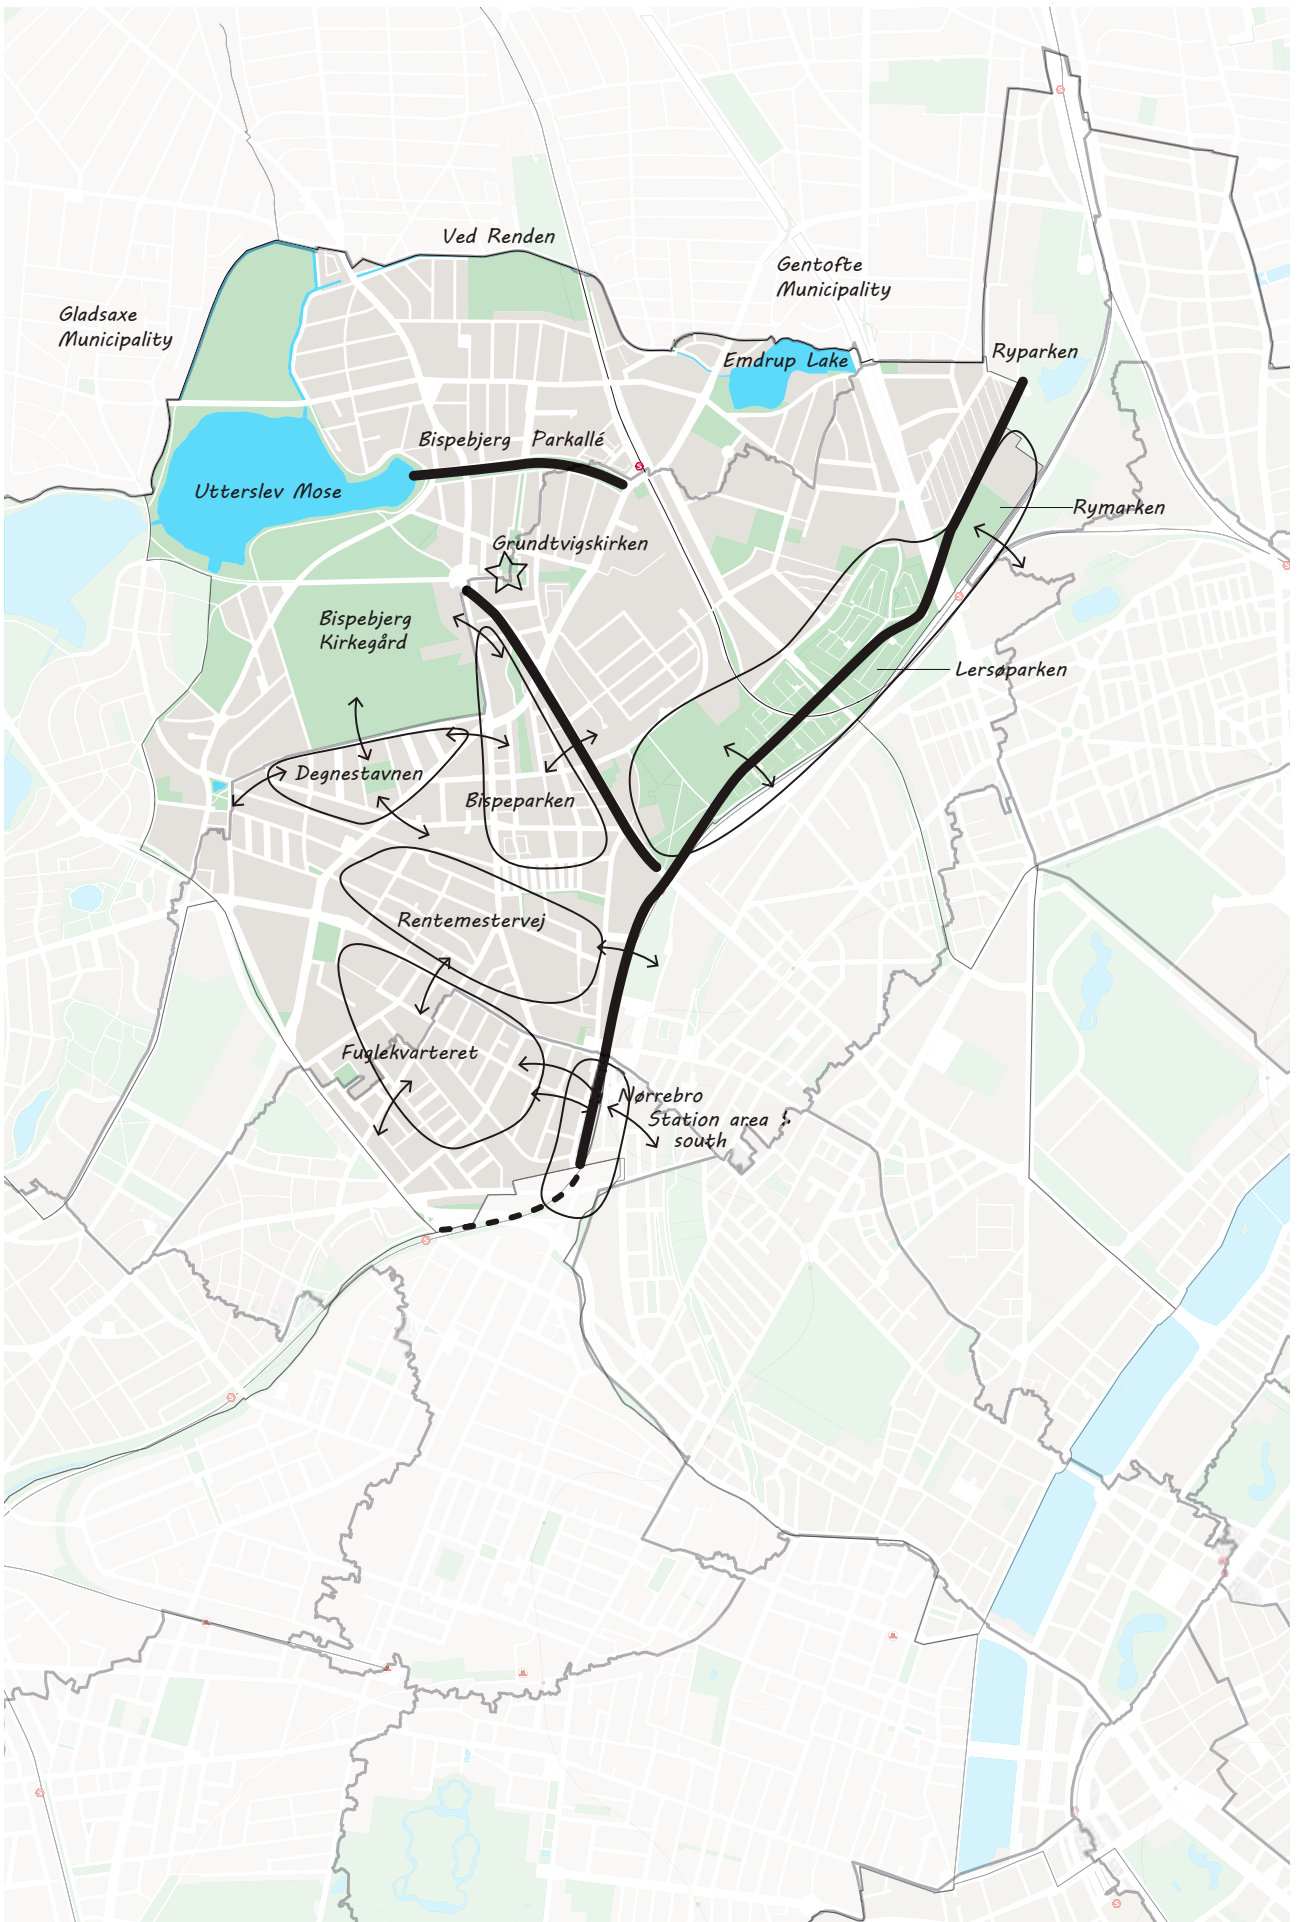 Ved Renden
Gentofte
Municipality
Gladsaxe
Municipality
Ryparken
Emdrup Lake
Bispebjerg Parkallé
Utterslev Mose
Rymarken
Grundtvigskirken
Bispebjerg
Kirkegård
Lersøparken
Degnestavnen
Bispeparken
Rentemestervej
Fuglekvarteret
Nørrebro
Station area
south